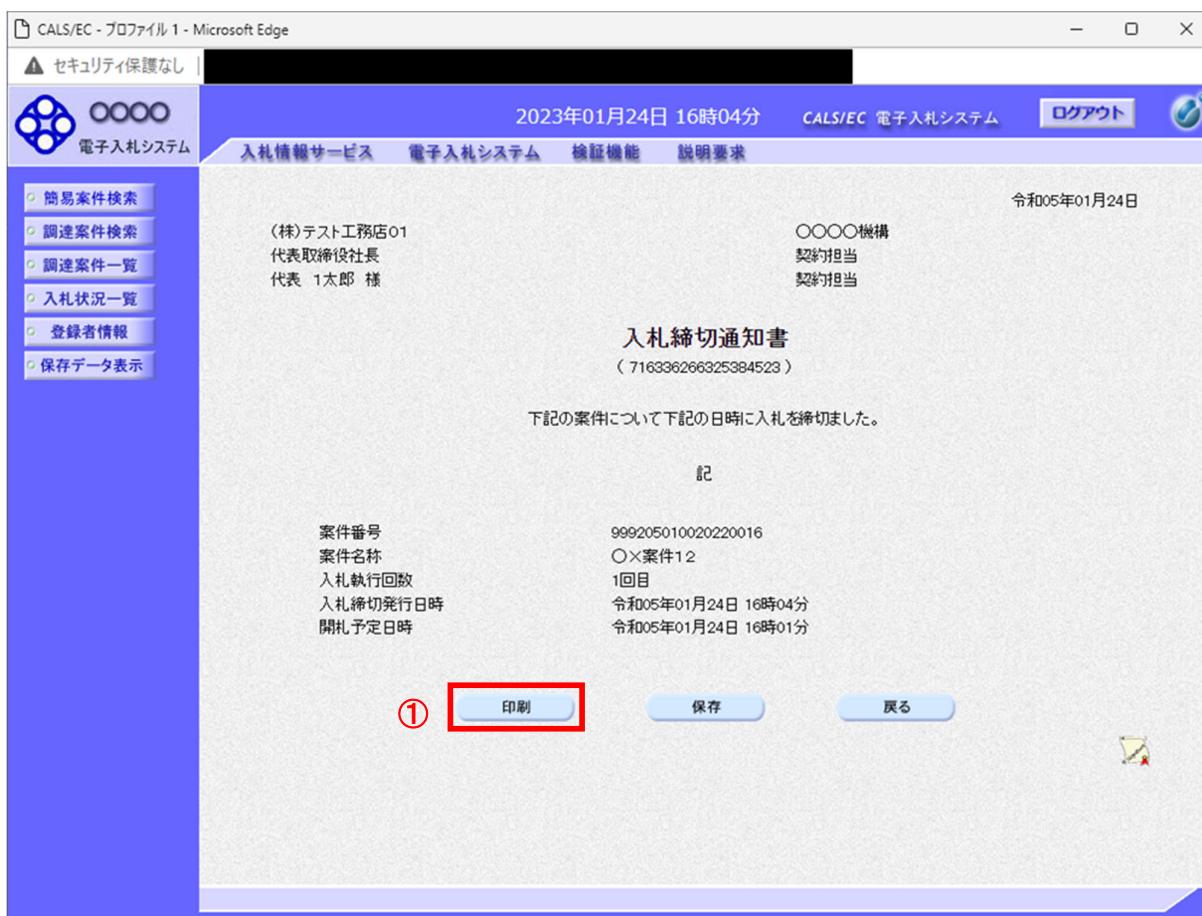 CALS/EC - プロファイル 1 - Microsoft Edge
セキュリティ保護なし
〇〇〇〇
電子入札システム
2023年01月24日 16時04分
CALS/EC 電子入札システム
ログアウト
入札情報サービス 電子入札システム 検証機能 説明要求
簡易案件検索
調達案件検索
調達案件一覧
入札状況一覧
登録者情報
保存データ表示
令和05年01月24日
(株)テスト工務店01
代表取締役社長
代表 1太郎 様
〇〇〇〇機構
契約担当
契約担当
入札締切通知書
( 716336266325384523 )
下記の案件について下記の日時に入札を締切ました。
記
案件番号 999205010020220016
案件名称 〇×案件12
入札執行回数 1回目
入札締切発行日時 令和05年01月24日 16時04分
開札予定日時 令和05年01月24日 16時01分
① 印刷 保存 戻る